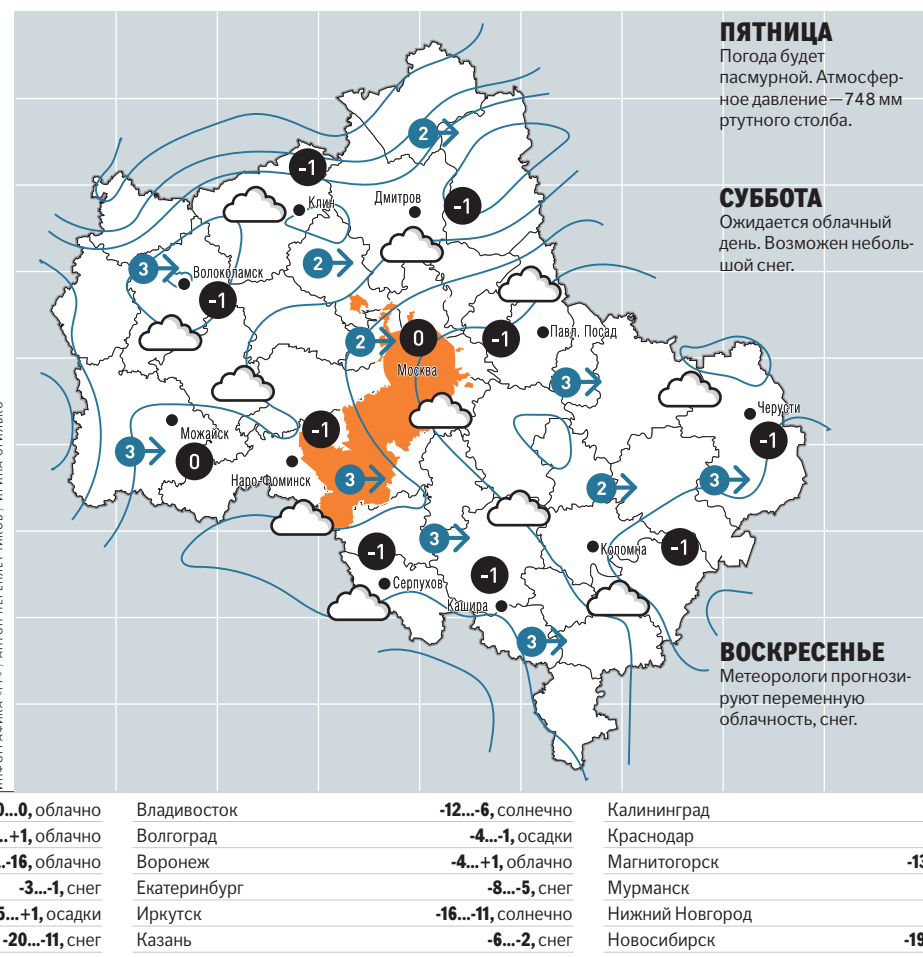 ПЯТНИЦА
Погода будет
пасмурной. Атмосфер-
ное давление—748 мм
ртутного столба.
СУББОТА
Ожидается облачный
день. Возможен неболь-
шой снег.
2
-1
Клин
Дмитров
-1
3
Волоколамск
2
-1
2
0
-1
Павл. Посад
Москва
3
Черусти
Можайск
-1
-1
3
0
Наро-Фоминск
3
2
3
3
-1
-1
Коломна
-1
Серпухов
Кашира
3
ВОСКРЕСЕНЬЕ
Метеорологи прогнози-
руют переменную
облачность, снег.
0...0, облачно
..+1, облачно
..-16, облачно
-3...-1, снег
5...+1, осадки
-20...-11, снег
Владивосток -12...-6, солнечно
Волгоград -4...-1, осадки
Воронеж -4...+1, облачно
Екатеринбург -8...-5, снег
Иркутск -16...-11, солнечно
Казань -6...-2, снег
Калининград
Краснодар
Магнитогорск -13
Мурманск
Нижний Новгород
Новосибирск -19